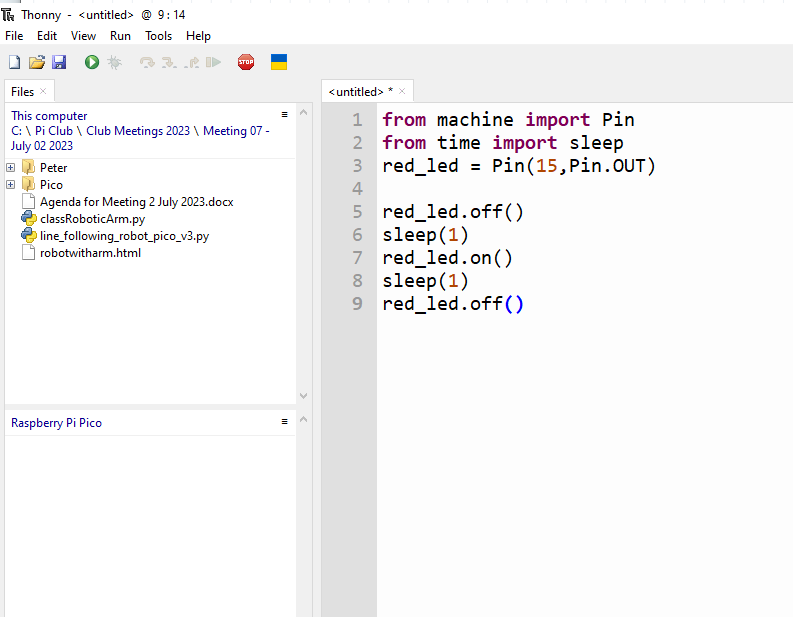 Thonny - <untitled> @ 9:14
File Edit View Run Tools Help
STOP
Files
<untitled> *
This computer
C: \ Pi Club \ Club Meetings 2023 \ Meeting 07 -
July 02 2023
Peter
Pico
Agenda for Meeting 2 July 2023.docx
classRoboticArm.py
line_following_robot_pico_v3.py
robotwitharm.html
Raspberry Pi Pico
1 from machine import Pin
2 from time import sleep
3 red_led = Pin(15,Pin.OUT)
4
5 red_led.off()
6 sleep(1)
7 red_led.on()
8 sleep(1)
9 red_led.off()